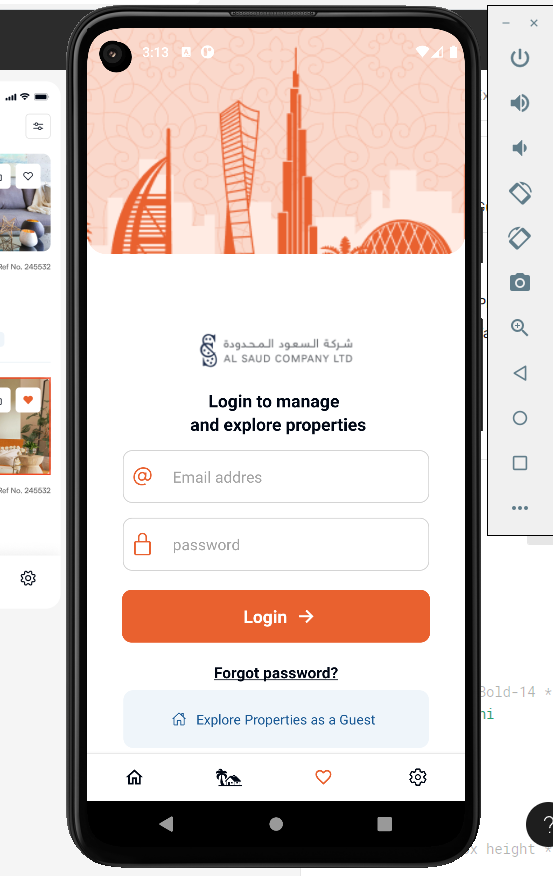 3:13
Ref No. 245532
Ref No. 245532
شركة السعود المحدودة
AL SAUD COMPANY LTD
Login to manage
and explore properties
@ Email addres
password
Login →
Forgot password?
Explore Properties as a Guest
Bold-14 *
x height *
?